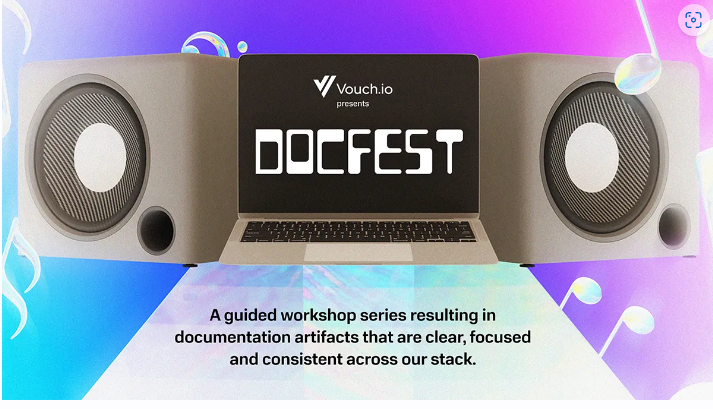 Vouch.io
presents
DOCFEST
A guided workshop series resulting in
documentation artifacts that are clear, focused
and consistent across our stack.